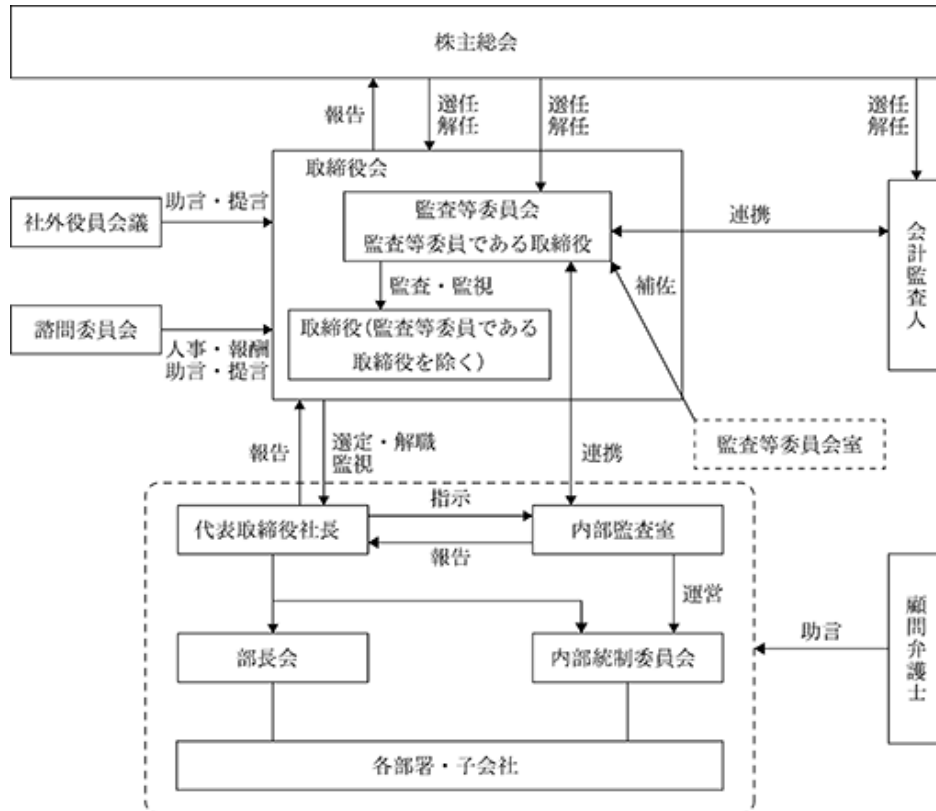 株主総会
報告
選任
解任
選任
解任
選任
解任
取締役会
社外役員会議
助言・提言
監査等委員会
監査等委員である取締役
連携
会計監査人
監査・監視
補佐
諮問委員会
人事・報酬
助言・提言
取締役(監査等委員である
取締役を除く)
監査等委員会室
報告
選定・解職
監視
連携
代表取締役社長
指示
報告
内部監査室
運営
部長会
内部統制委員会
助言
顧問弁護士
各部署・子会社